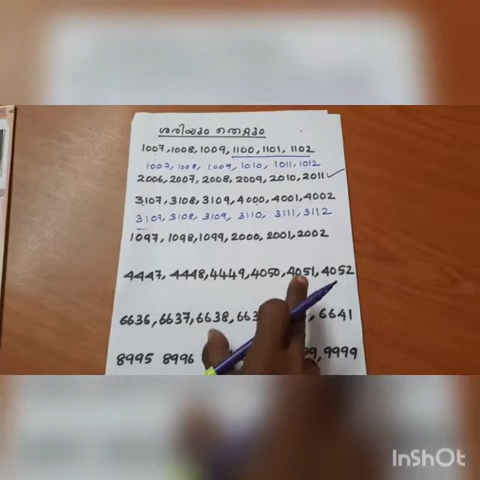 ശരിയും തെറ്റും
1007, 1008, 1009, 1100, 1101, 1102
1007, 1008, 1009, 1010, 1011, 1012
2006, 2007, 2008, 2009, 2010, 2011 ✓
3107, 3108, 3109, 4000, 4001, 4002
3107, 3108, 3109, 3110, 3111, 3112
1097, 1098, 1099, 2000, 2001, 2002
4447, 4448, 4449, 4050, 4051, 4052
6636, 6637, 6638, 6641
8995 8996 9999
InShOt